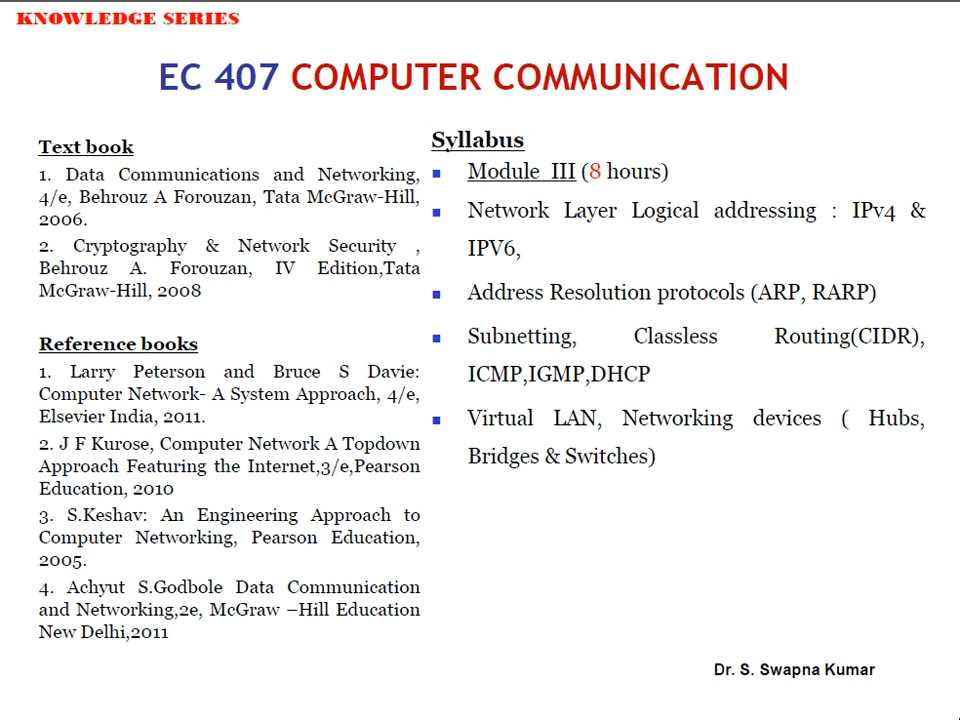 KNOWLEDGE SERIES
EC 407 COMPUTER COMMUNICATION
Text book
1. Data Communications and Networking,
4/e, Behrouz A Forouzan, Tata McGraw-Hill,
2006.
2. Cryptography & Network Security ,
Behrouz A. Forouzan, IV Edition,Tata
McGraw-Hill, 2008
Reference books
1. Larry Peterson and Bruce S Davie:
Computer Network- A System Approach, 4/e,
Elsevier India, 2011.
2. J F Kurose, Computer Network A Topdown
Approach Featuring the Internet,3/e,Pearson
Education, 2010
3. S.Keshav: An Engineering Approach to
Computer Networking, Pearson Education,
2005.
4. Achyut S.Godbole Data Communication
and Networking,2e, McGraw –Hill Education
New Delhi,2011
Syllabus
Module III (8 hours)
Network Layer Logical addressing : IPv4 &
IPV6,
Address Resolution protocols (ARP, RARP)
Subnetting, Classless Routing(CIDR),
ICMP,IGMP,DHCP
Virtual LAN, Networking devices ( Hubs,
Bridges & Switches)
Dr. S. Swapna Kumar